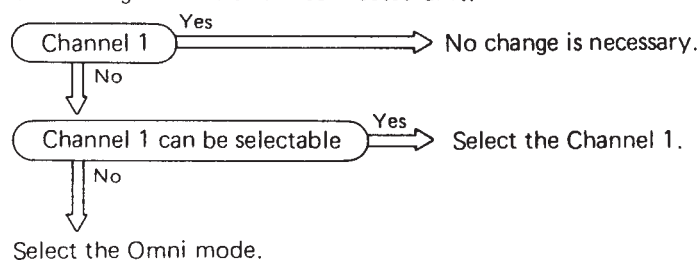 Yes
Channel 1
No change is necessary.
No
Channel 1 can be selectable
Yes
Select the Channel 1.
No
Select the Omni mode.